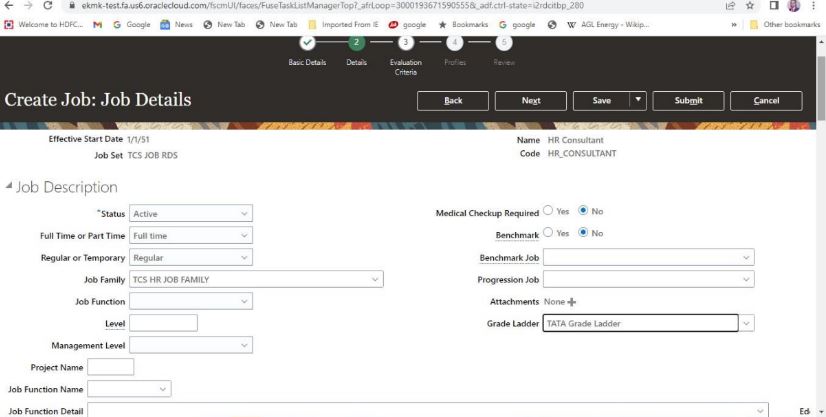 ekmk-test.fa.us6.oraclecloud.com/fscmUI/faces/FuseTaskListManagerTop?_afrLoop=30001936715905558&_adf.ctrl-state=i2rdcitbp_280
Welcome to HDFC... M G Google News New Tab New Tab Imported From IE google Bookmarks G google W AGL Energy - Wikip... » Other bookmarks
2 3 4 5
Basic Details Details Evaluation Criteria Profiles Review
Create Job: Job Details Back Next Save Submit Cancel
Effective Start Date 1/1/51 Name HR Consultant
Job Set TCS JOB RDS Code HR_CONSULTANT
Job Description
*Status Active Medical Checkup Required Yes No
Full Time or Part Time Full time Benchmark Yes No
Regular or Temporary Regular Benchmark Job
Job Family TCS HR JOB FAMILY Progression Job
Job Function Attachments None
Level Grade Ladder TATA Grade Ladder
Management Level
Project Name
Job Function Name
Job Function Detail Ed